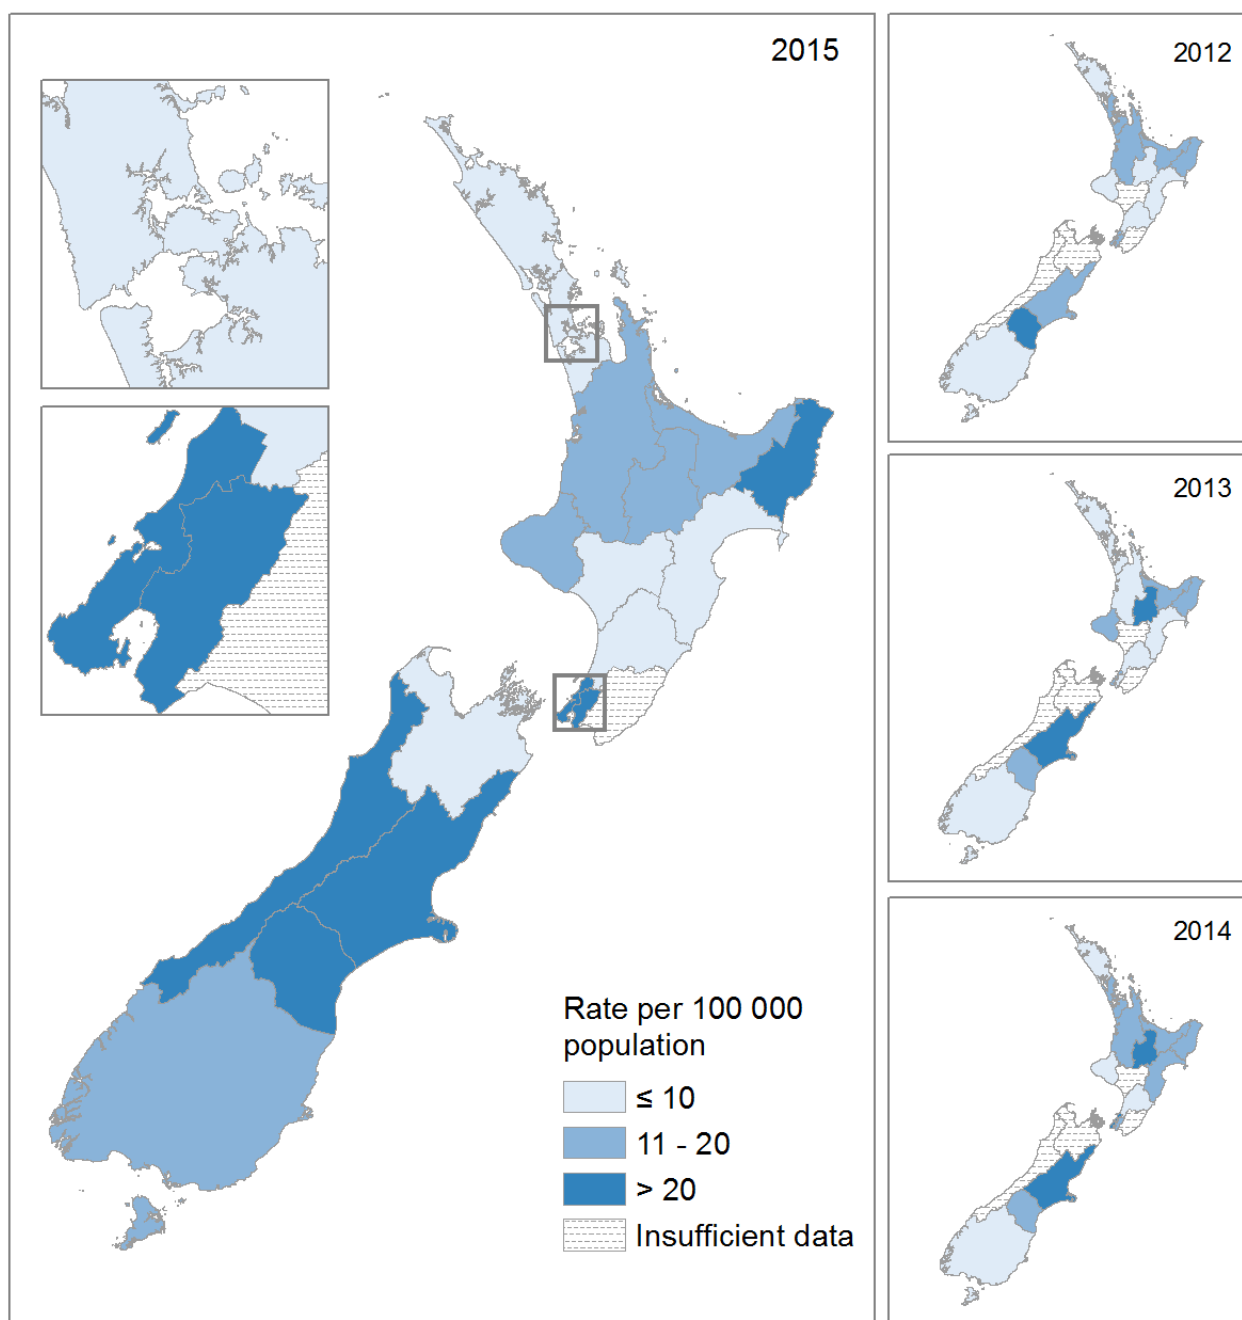 2015
2012
2013
2014
Rate per 100 000
population
≤ 10
11 - 20
> 20
Insufficient data